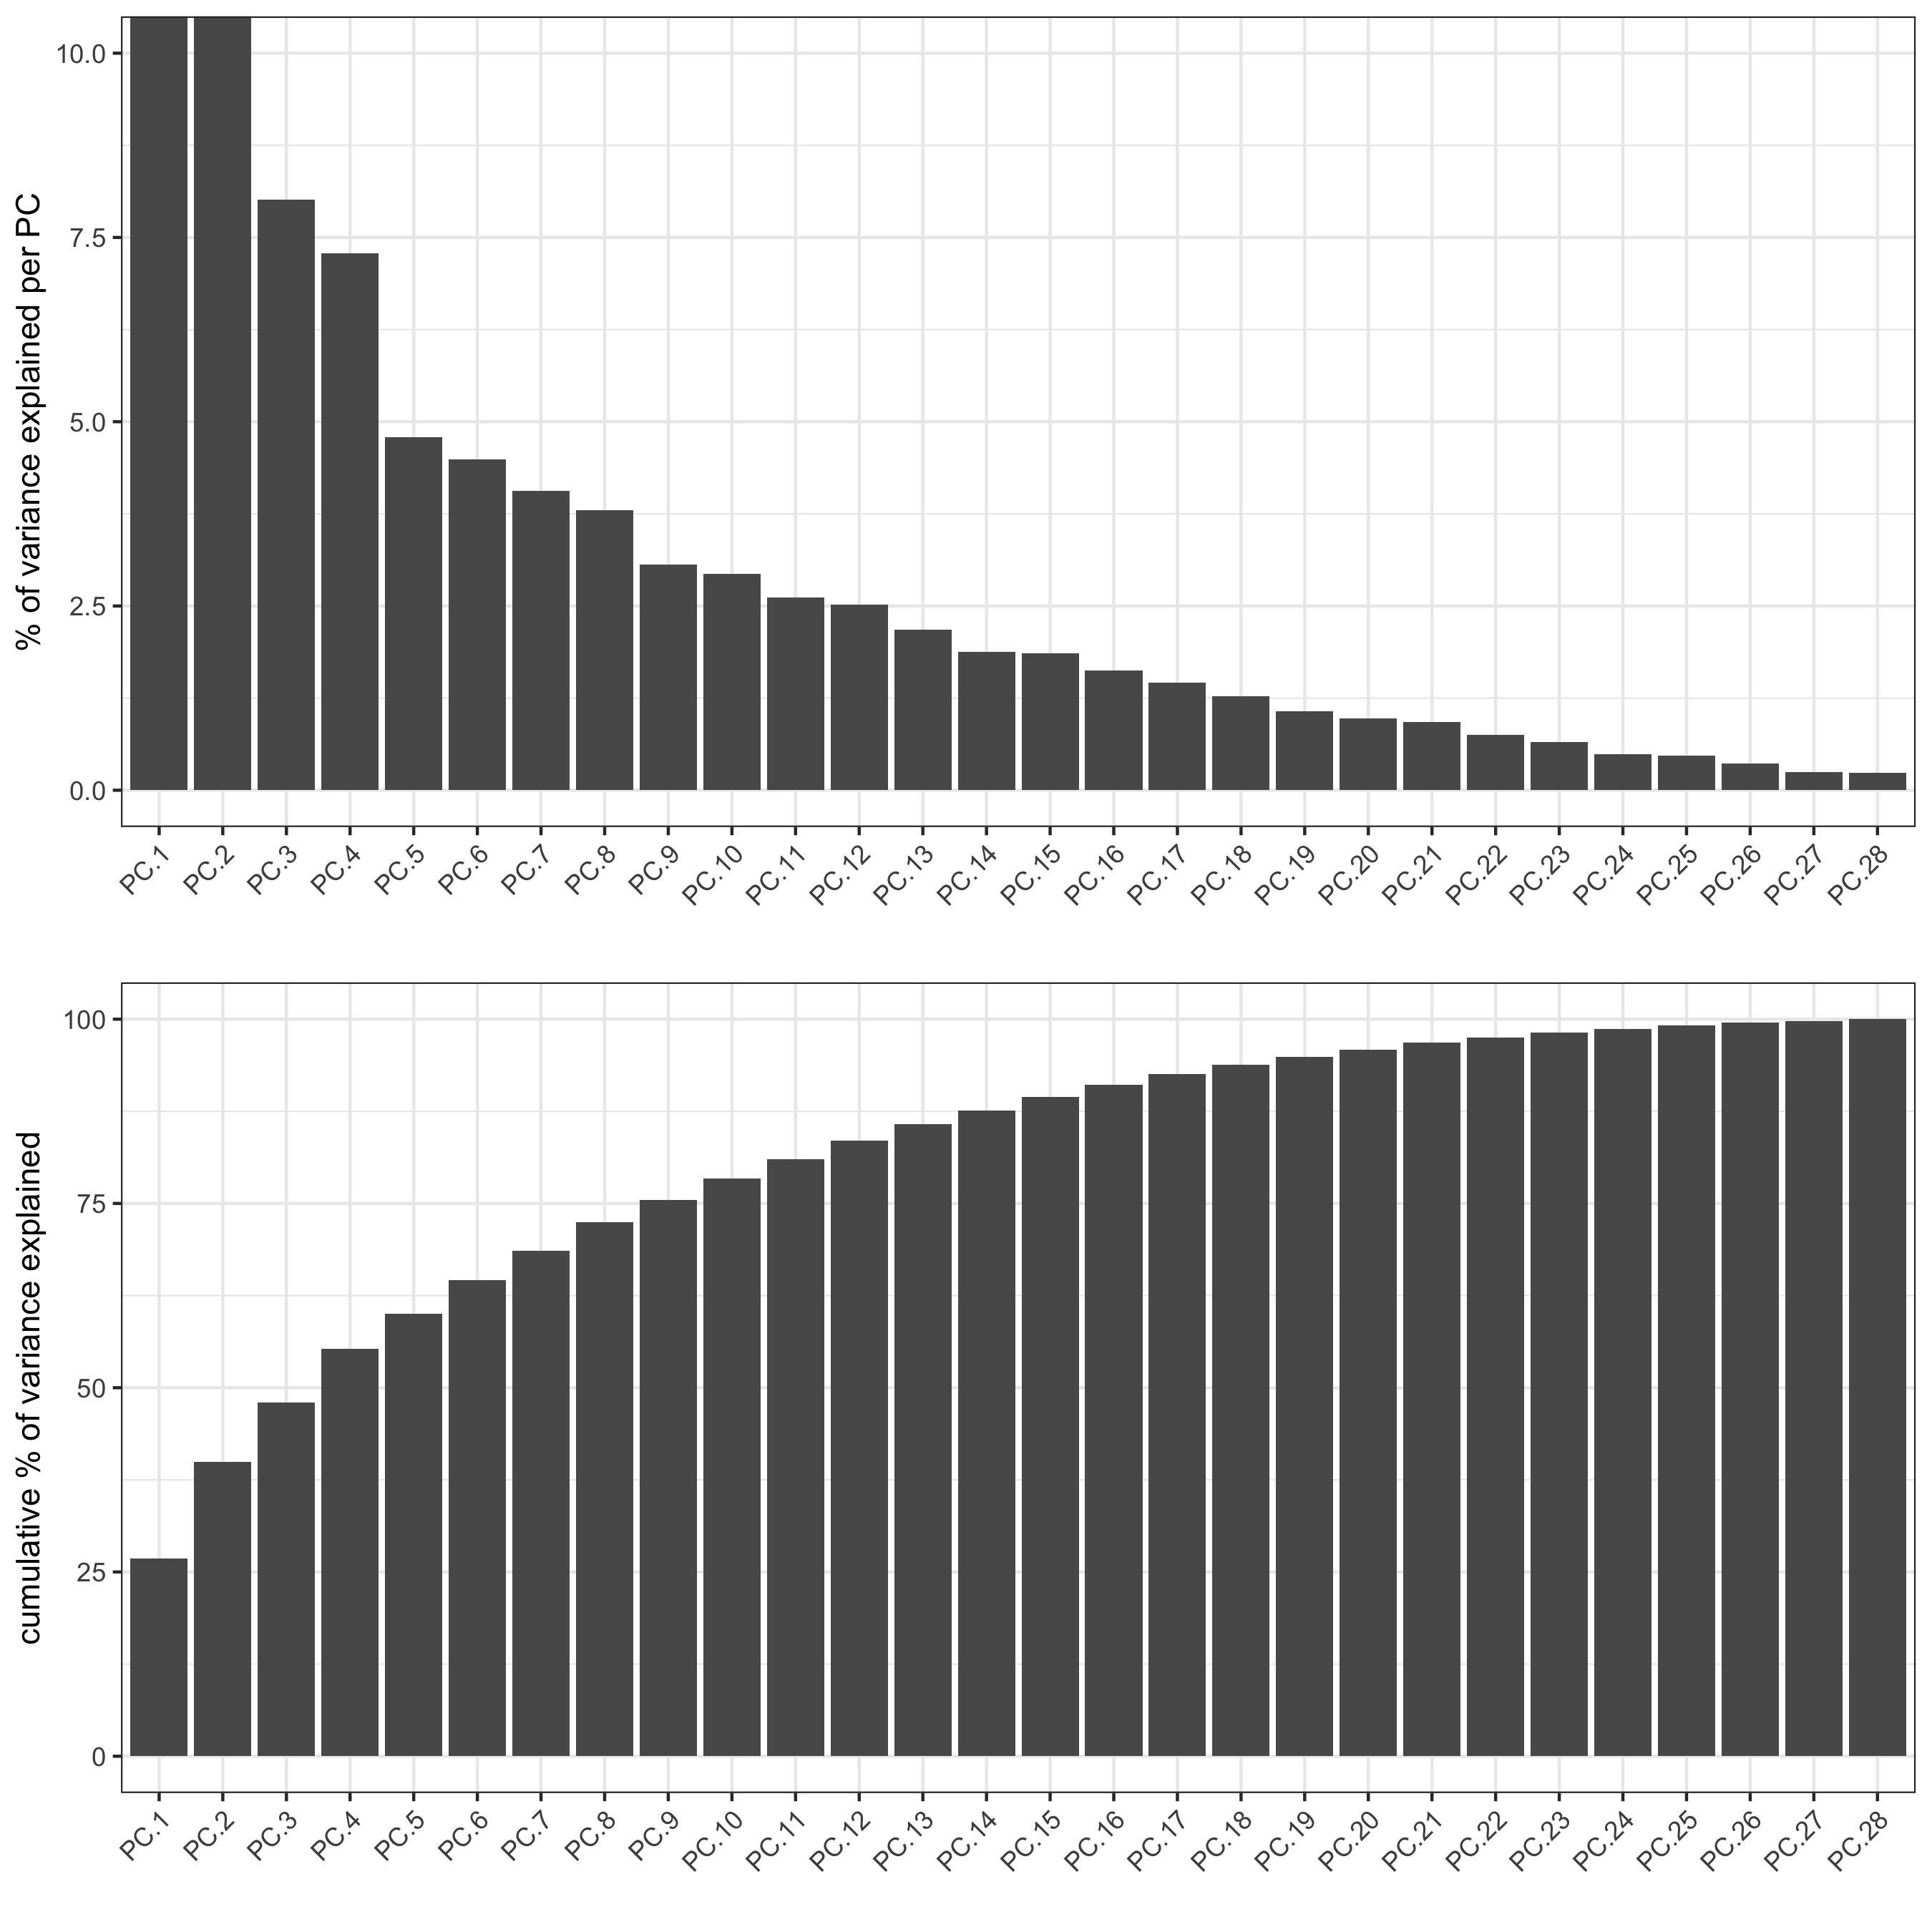 % of variance explained per PC
10.0
7.5
5.0
2.5
0.0
PC.1 PC.2 PC.3 PC.4 PC.5 PC.6 PC.7 PC.8 PC.9 PC.10 PC.11 PC.12 PC.13 PC.14 PC.15 PC.16 PC.17 PC.18 PC.19 PC.20 PC.21 PC.22 PC.23 PC.24 PC.25 PC.26 PC.27 PC.28
cumulative % of variance explained
100
75
50
25
0
PC.1 PC.2 PC.3 PC.4 PC.5 PC.6 PC.7 PC.8 PC.9 PC.10 PC.11 PC.12 PC.13 PC.14 PC.15 PC.16 PC.17 PC.18 PC.19 PC.20 PC.21 PC.22 PC.23 PC.24 PC.25 PC.26 PC.27 PC.28